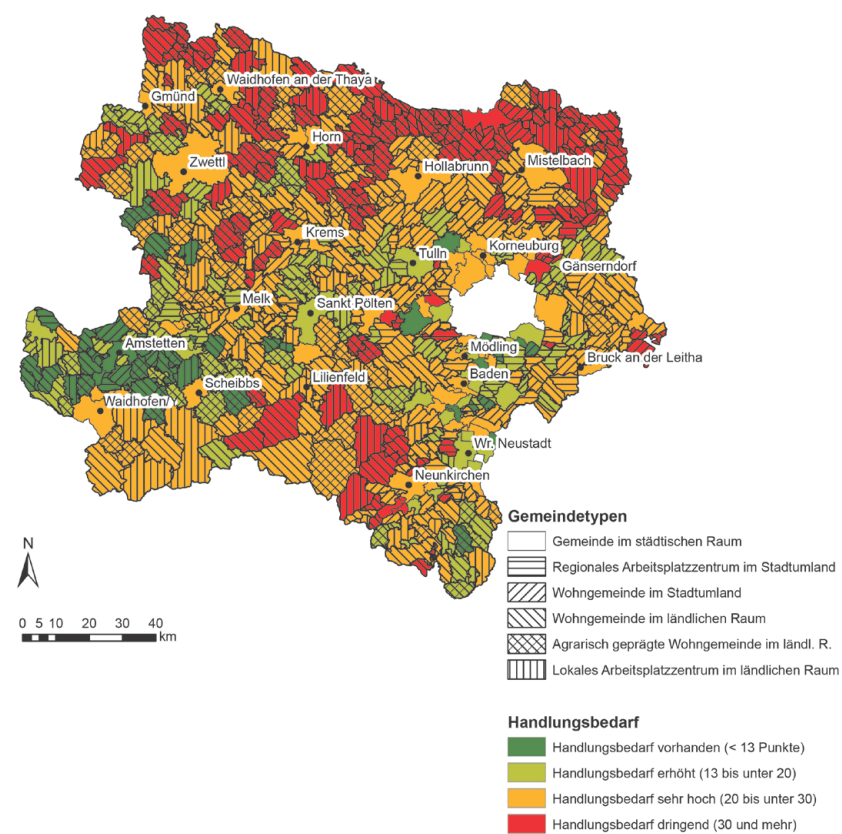 Waidhofen an der Thaya
Gmünd
Horn
Zwettl
Hollabrunn
Mistelbach
Krems
Tulln
Korneuburg
Gänserndorf
Melk
Sankt Pölten
Amstetten
Mödling
Bruck an der Leitha
Scheibbs
Lilienfeld
Baden
Waidhofen/Y.
Wr. Neustadt
Neunkirchen
N
0 5 10 20 30 40
km
Gemeindetypen
Gemeinde im städtischen Raum
Regionales Arbeitsplatzzentrum im Stadtumland
Wohngemeinde im Stadtumland
Wohngemeinde im ländlichen Raum
Agrarisch geprägte Wohngemeinde im ländl. R.
Lokales Arbeitsplatzzentrum im ländlichen Raum
Handlungsbedarf
Handlungsbedarf vorhanden (< 13 Punkte)
Handlungsbedarf erhöht (13 bis unter 20)
Handlungsbedarf sehr hoch (20 bis unter 30)
Handlungsbedarf dringend (30 und mehr)